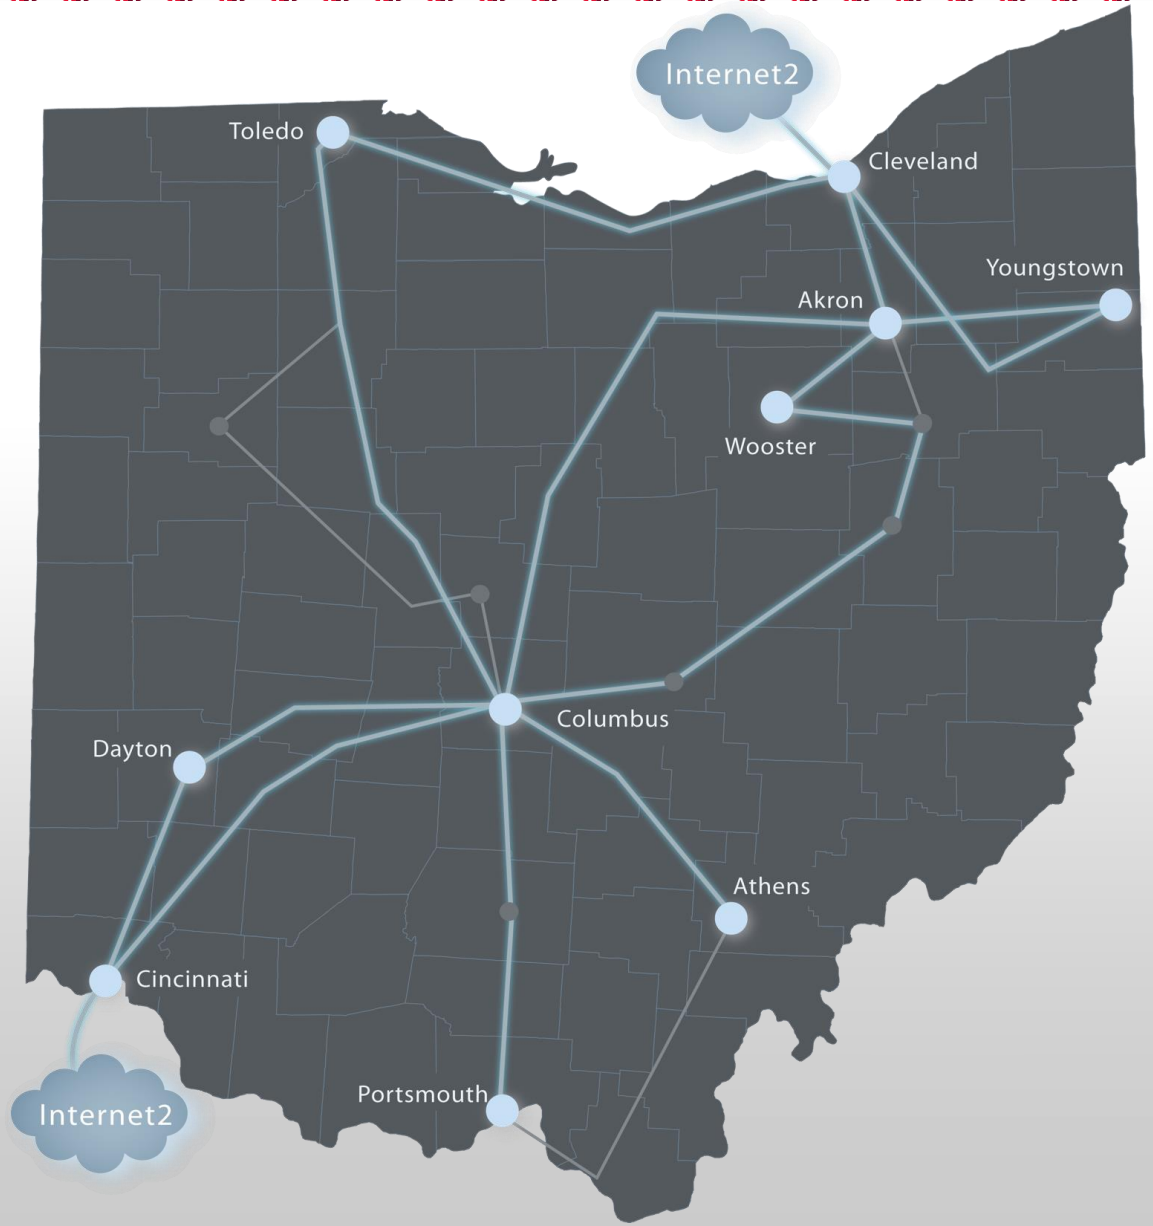 Internet2
Toledo
Cleveland
Youngstown
Akron
Wooster
Columbus
Dayton
Athens
Cincinnati
Portsmouth
Internet2